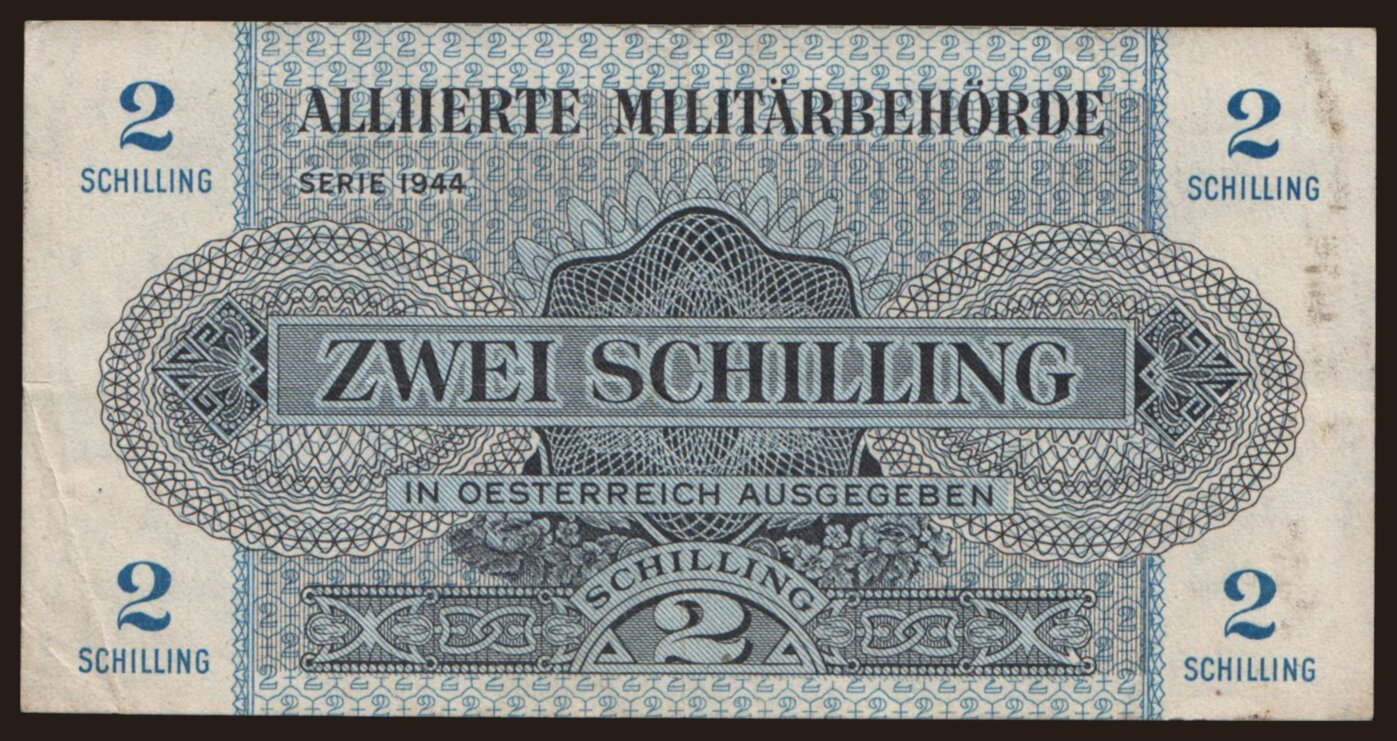 2
SCHILLING
ALLIIERTE MILITÄRBEHÖRDE
SERIE 1944
2
SCHILLING
ZWEI SCHILLING
IN OESTERREICH AUSGEGEBEN
SCHILLING
2
2
SCHILLING
2
SCHILLING